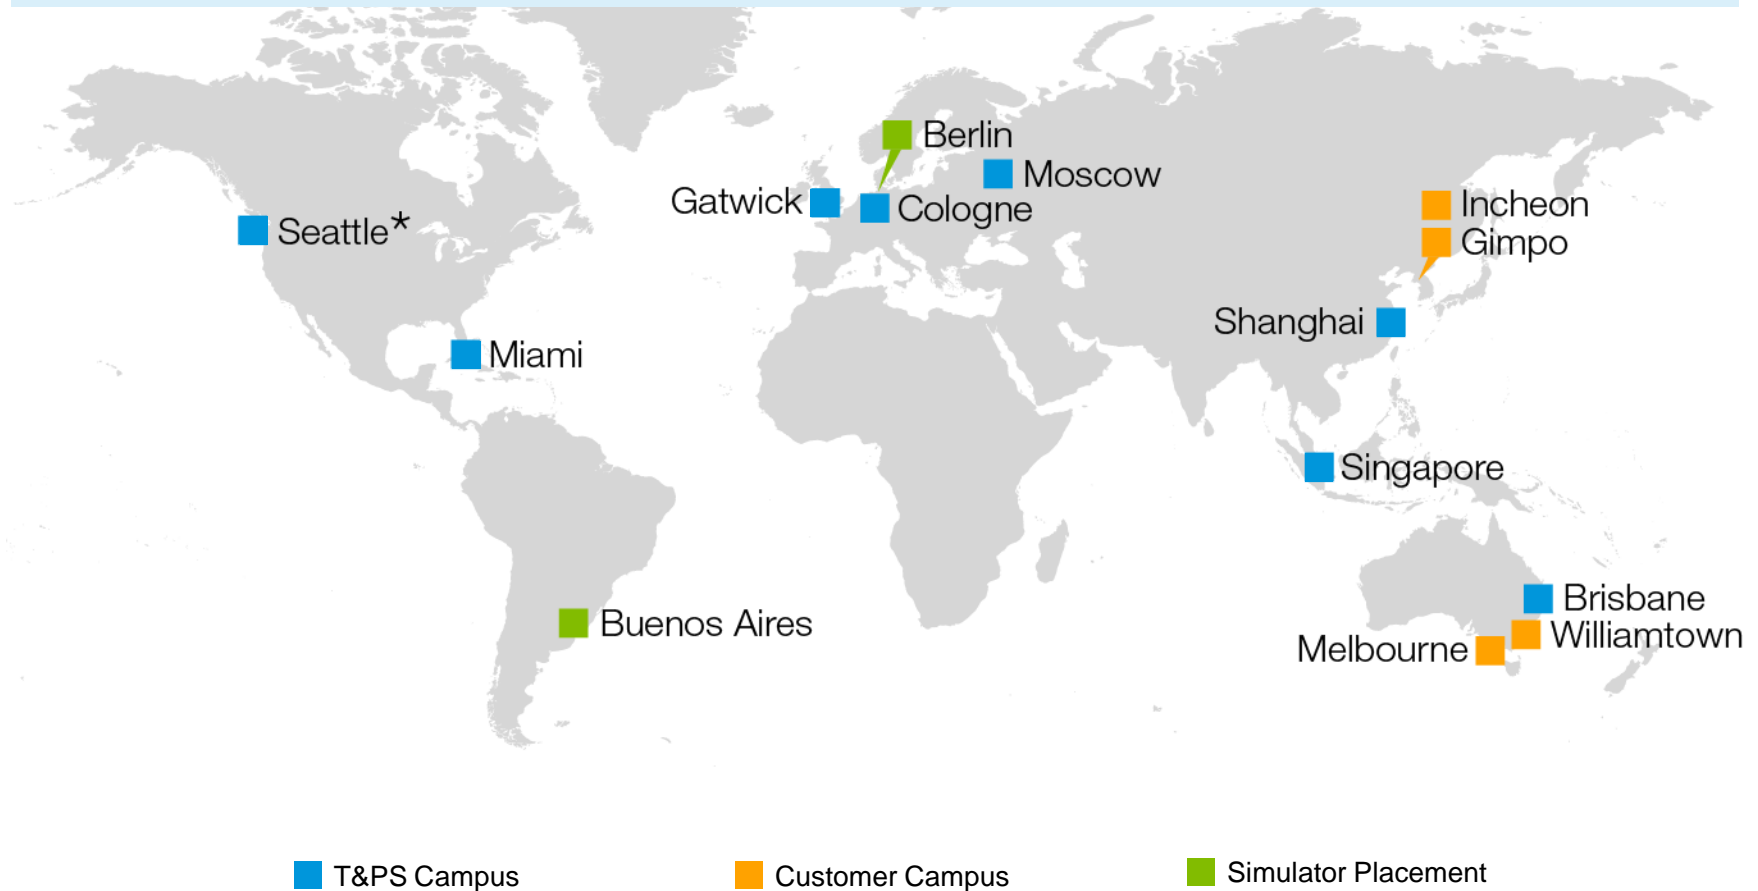 Berlin
Moscow
Gatwick
Cologne
Incheon
Gimpo
Seattle*
Shanghai
Miami
Singapore
Brisbane
Williamtown
Melbourne
Buenos Aires
T&PS Campus
Customer Campus
Simulator Placement